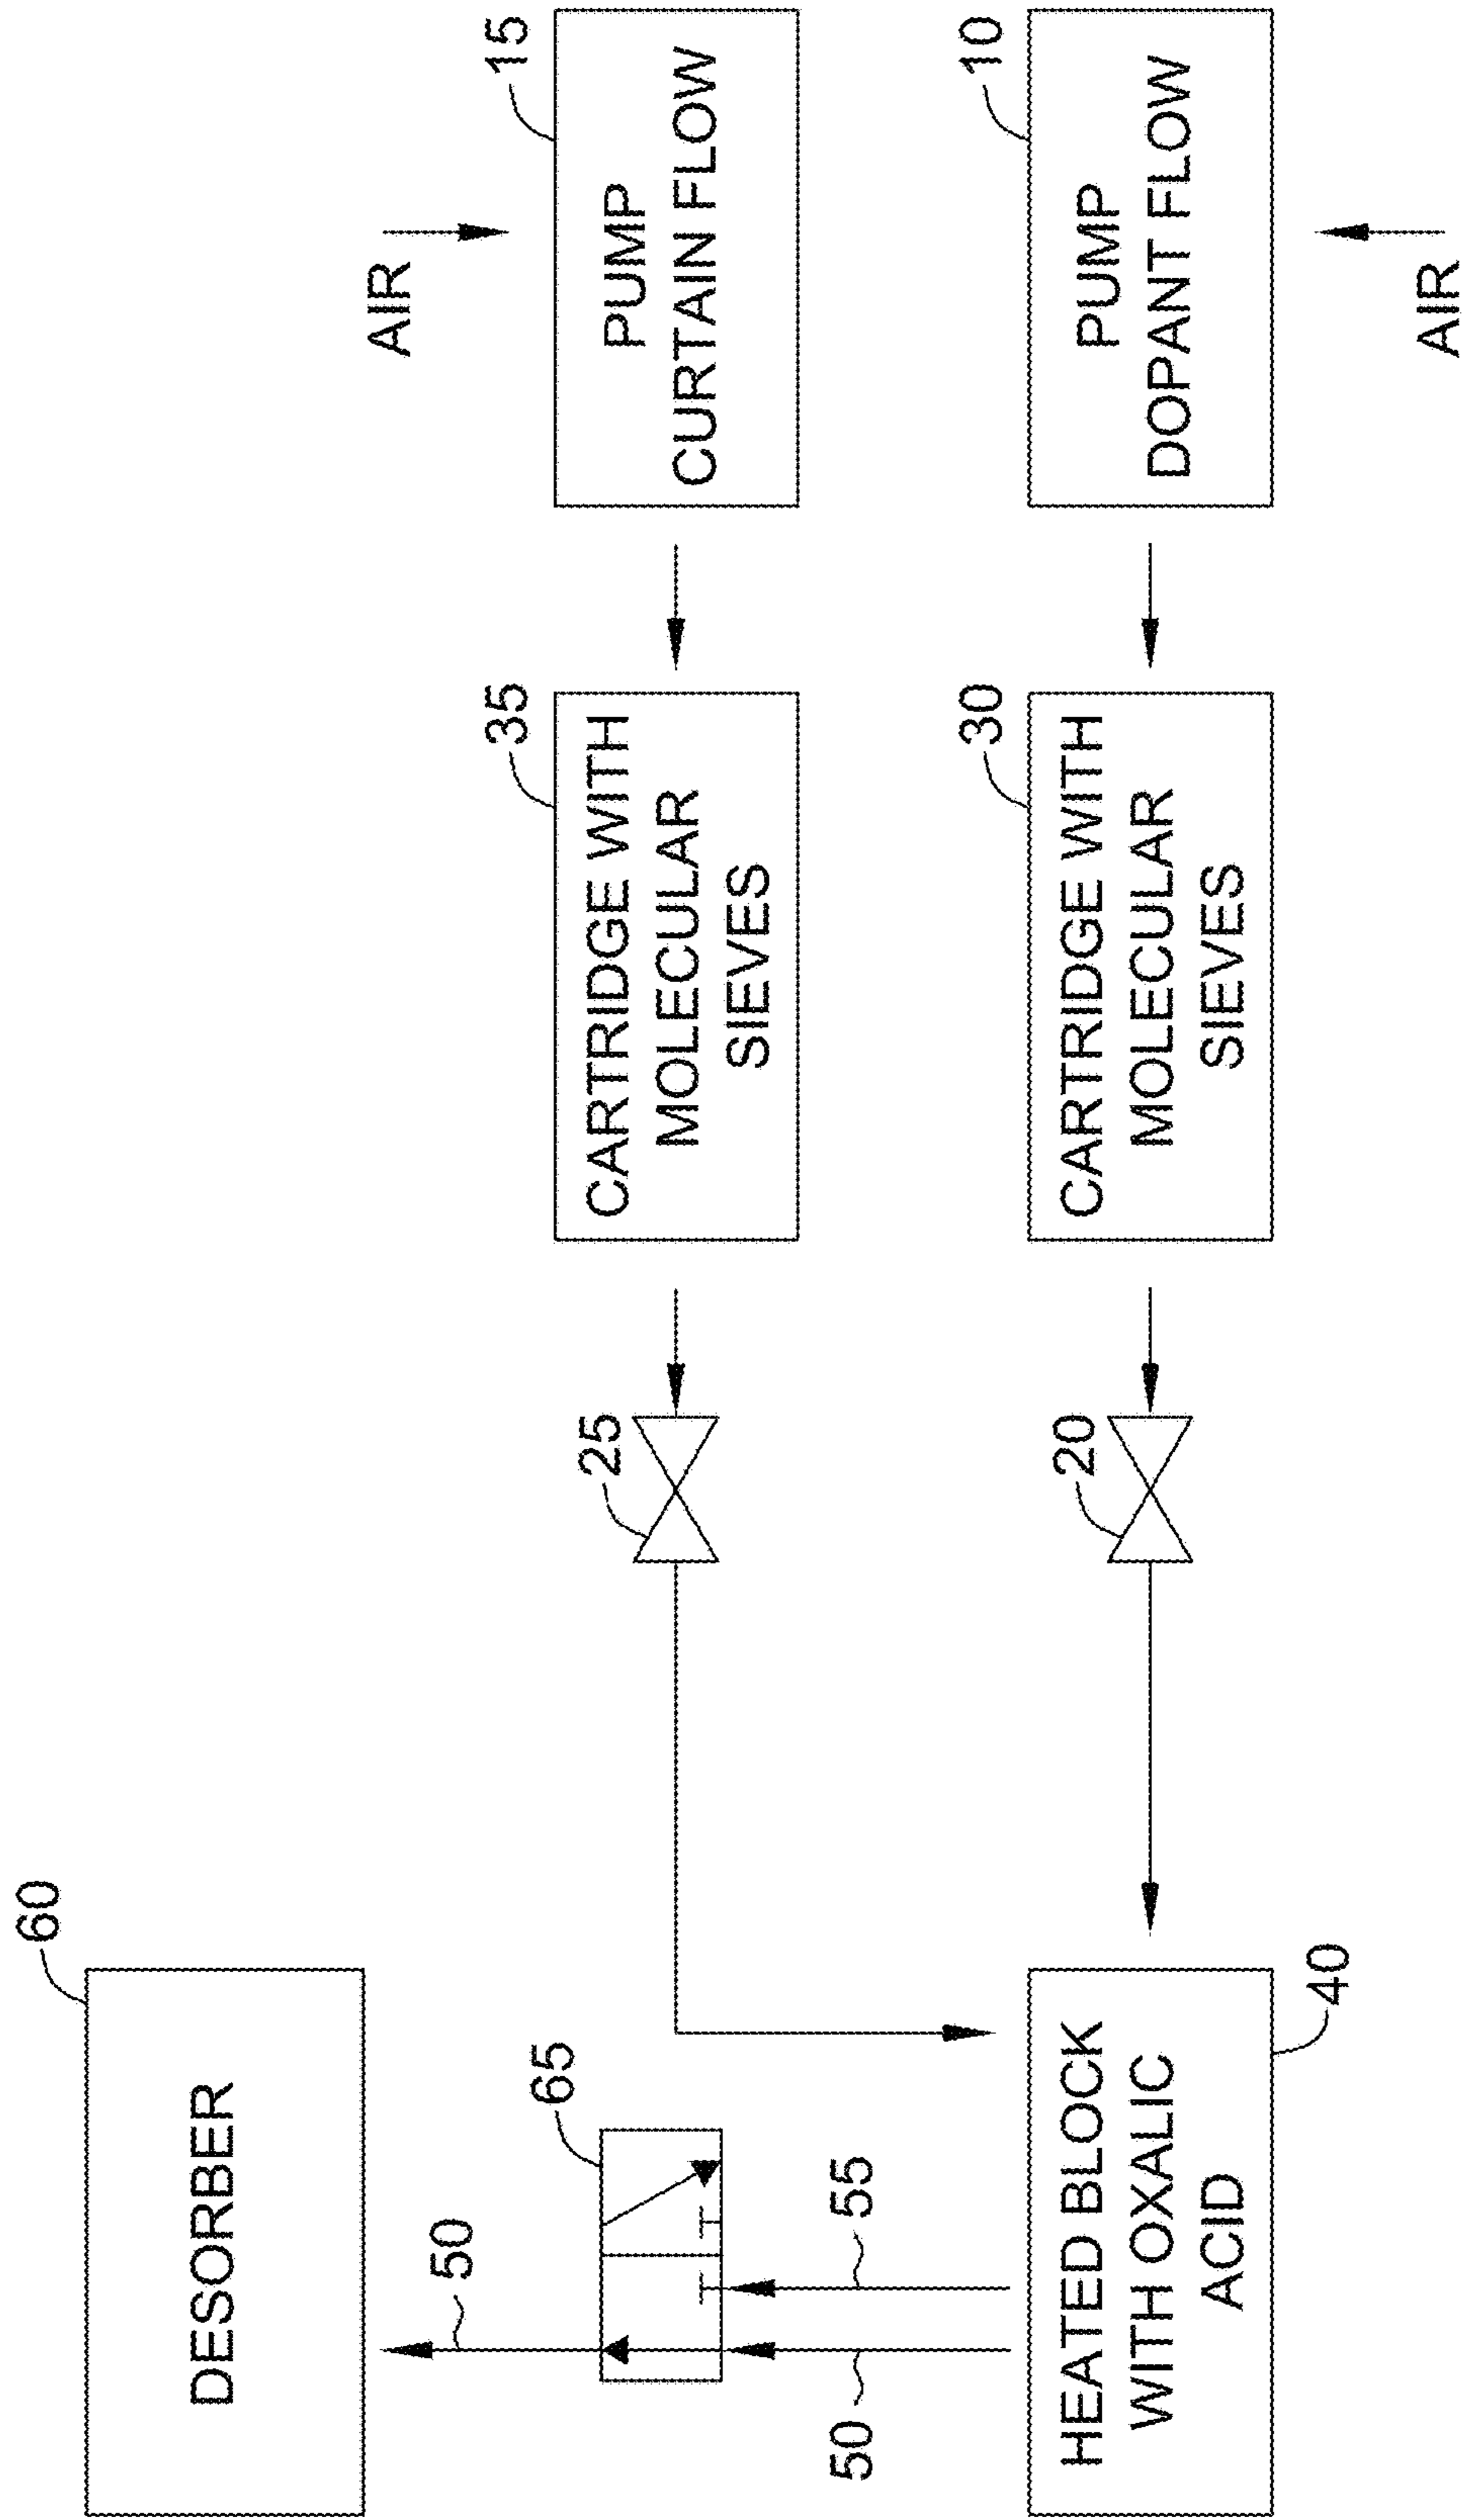 60
DESORBER
50
65
50
55
HEATED BLOCK
WITH OXALIC
ACID
40
25
20
35
CARTRIDGE WITH
MOLECULAR
SIEVES
30
CARTRIDGE WITH
MOLECULAR
SIEVES
AIR
15
PUMP
CURTAIN FLOW
10
PUMP
DOPANT FLOW
AIR